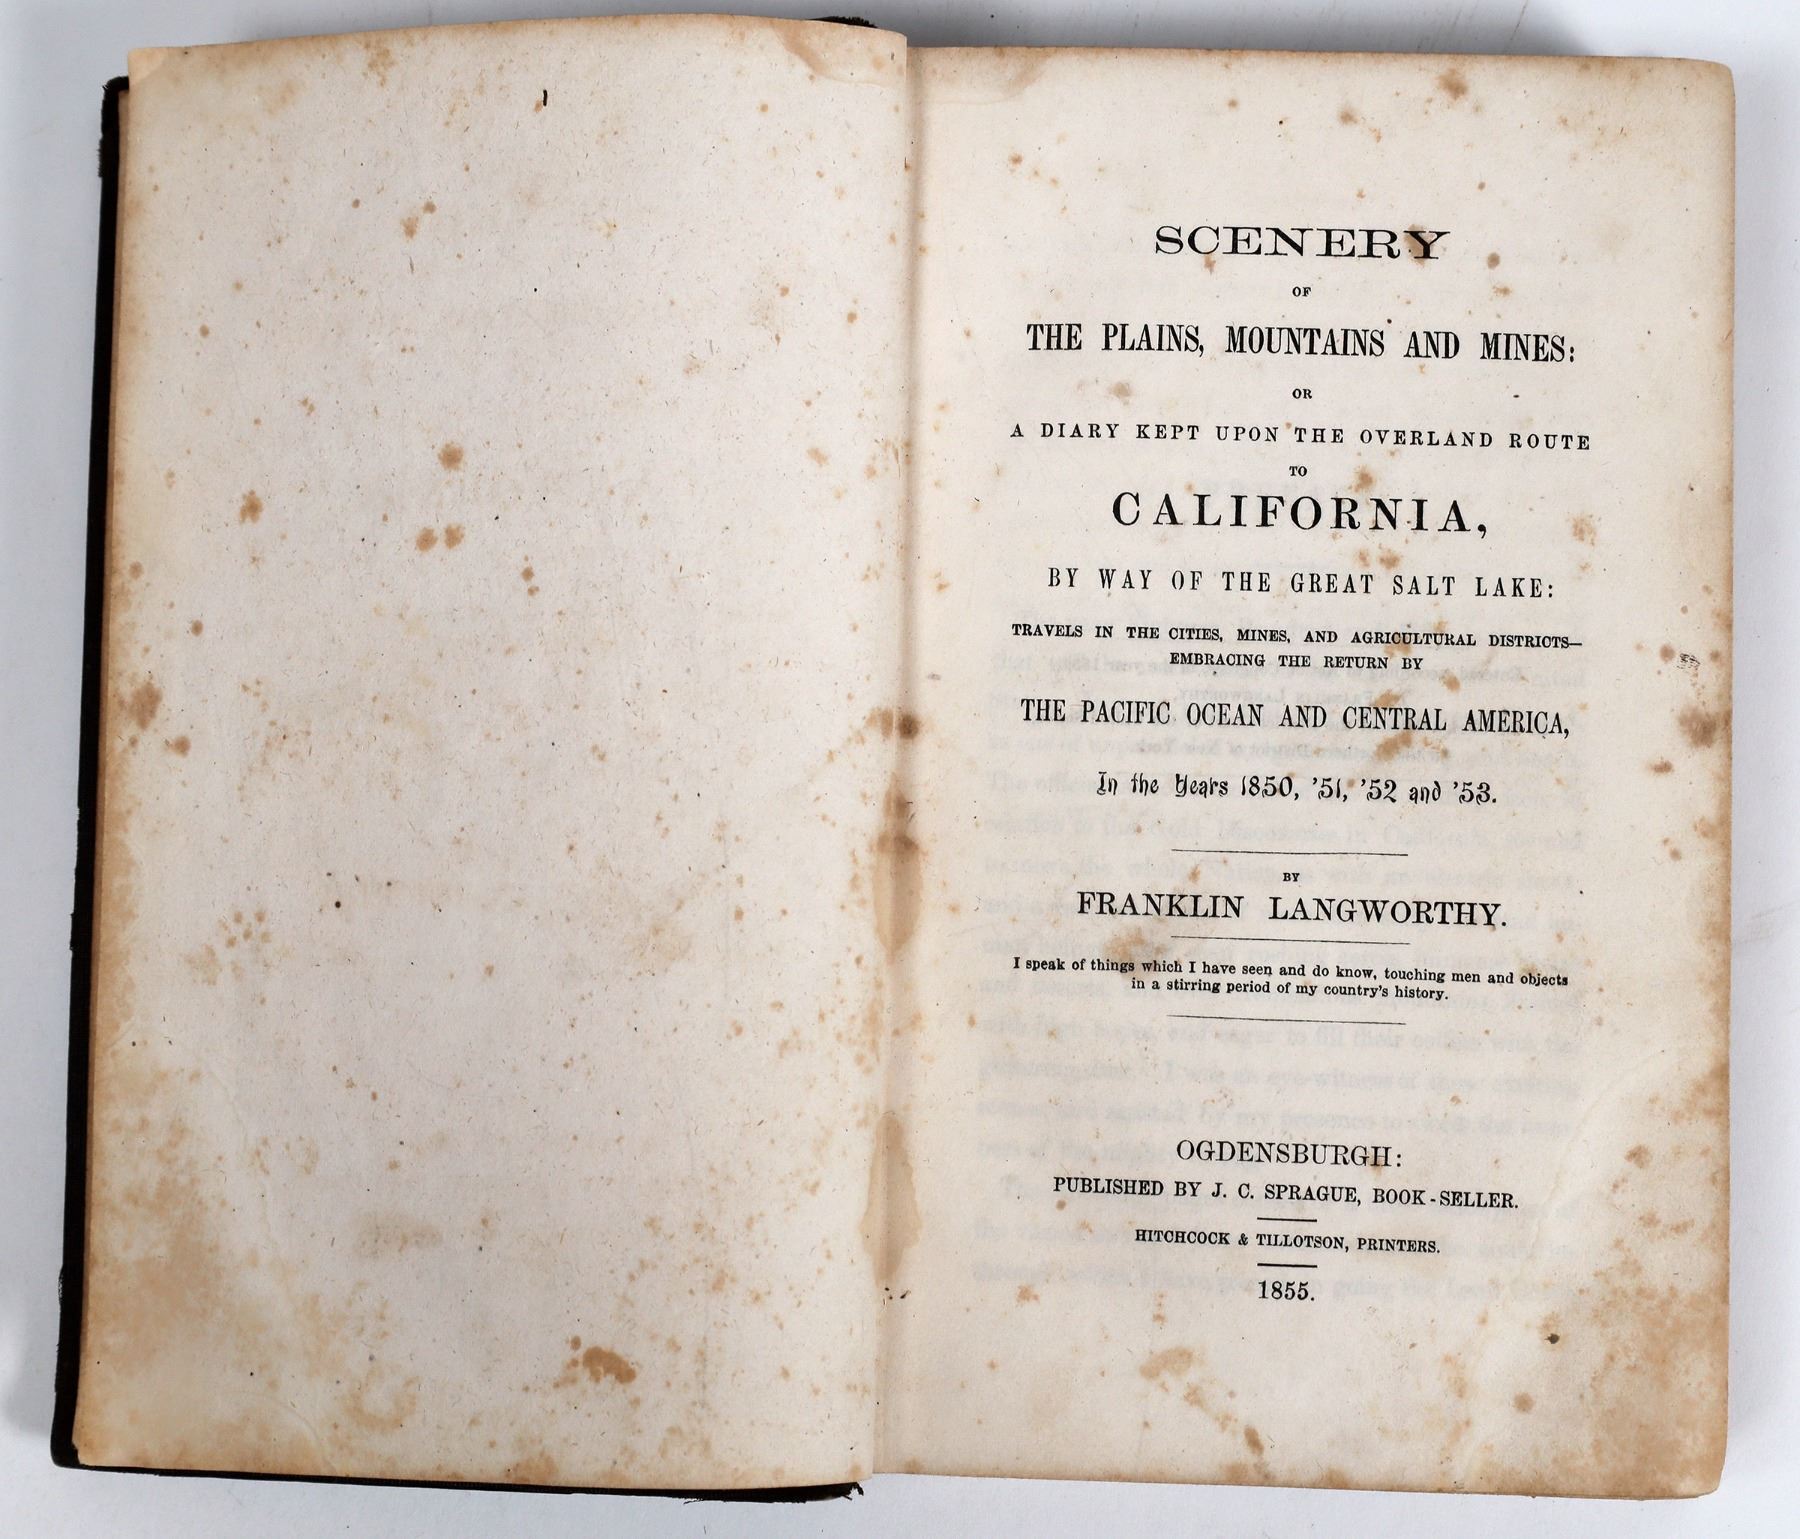 SCENERY
OF
THE PLAINS, MOUNTAINS AND MINES:
OR
A DIARY KEPT UPON THE OVERLAND ROUTE
TO
CALIFORNIA,
BY WAY OF THE GREAT SALT LAKE:
TRAVELS IN THE CITIES, MINES, AND AGRICULTURAL DISTRICTS—
EMBRACING THE RETURN BY
THE PACIFIC OCEAN AND CENTRAL AMERICA,
In the Years 1850, '51, '52 and '53.
BY
FRANKLIN LANGWORTHY.
I speak of things which I have seen and do know, touching men and objects
in a stirring period of my country's history.
OGDENSBURGH:
PUBLISHED BY J. C. SPRAGUE, BOOK-SELLER.
HITCHCOCK & TILLOTSON, PRINTERS.
1855.